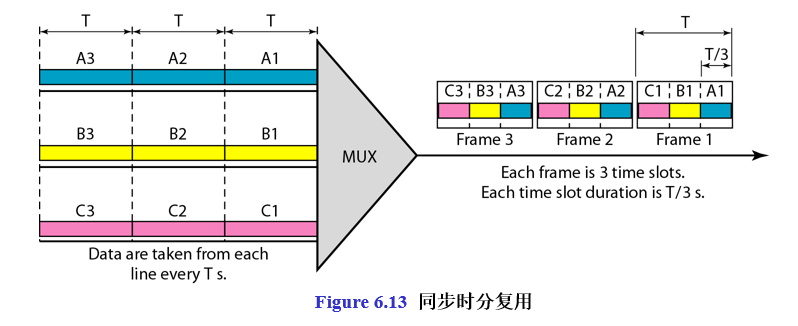 T T T
T
T/3
A3 A2 A1
C3 B3 A3 C2 B2 A2 C1 B1 A1
B3 B2 B1
Frame 3 Frame 2 Frame 1
MUX
Each frame is 3 time slots.
Each time slot duration is T/3 s.
C3 C2 C1
Data are taken from each
line every T s.
Figure 6.13 同步时分复用